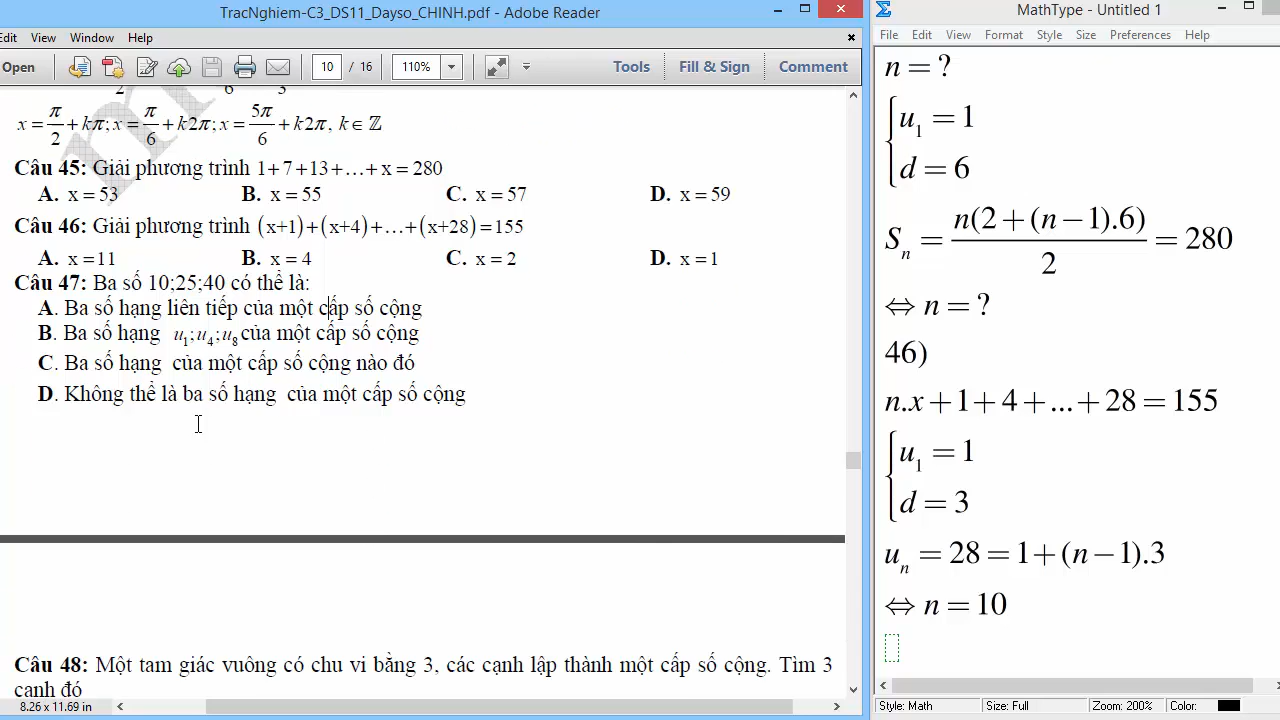 TracNghiem-C3_DS11_Dayso_CHINH.pdf - Adobe Reader
Edit View Window Help
Open 10 / 16 110% Tools Fill & Sign Comment
2 6 3
x = π/2 + kπ; x = π/6 + k2π; x = 5π/6 + k2π, k ∈ ℤ
Câu 45: Giải phương trình 1+7+13+...+x = 280
A. x = 53 B. x = 55 C. x = 57 D. x = 59
Câu 46: Giải phương trình (x+1)+(x+4)+...+(x+28) = 155
A. x = 11 B. x = 4 C. x = 2 D. x = 1
Câu 47: Ba số 10;25;40 có thể là:
A. Ba số hạng liên tiếp của một cấp số cộng
B. Ba số hạng u₁;u₄;u₈ của một cấp số cộng
C. Ba số hạng của một cấp số cộng nào đó
D. Không thể là ba số hạng của một cấp số cộng
Câu 48: Một tam giác vuông có chu vi bằng 3, các cạnh lập thành một cấp số cộng. Tìm 3
cạnh đó
8.26 x 11.69 in
MathType - Untitled 1
File Edit View Format Style Size Preferences Help
n = ?
{u₁ = 1
d = 6
Sₙ = n(2+(n−1).6)/2 = 280
⇔ n = ?
46)
n.x+1+4+...+28 = 155
{u₁ = 1
d = 3
uₙ = 28 = 1+(n−1).3
⇔ n = 10
Style: Math Size: Full Zoom: 200% Color: